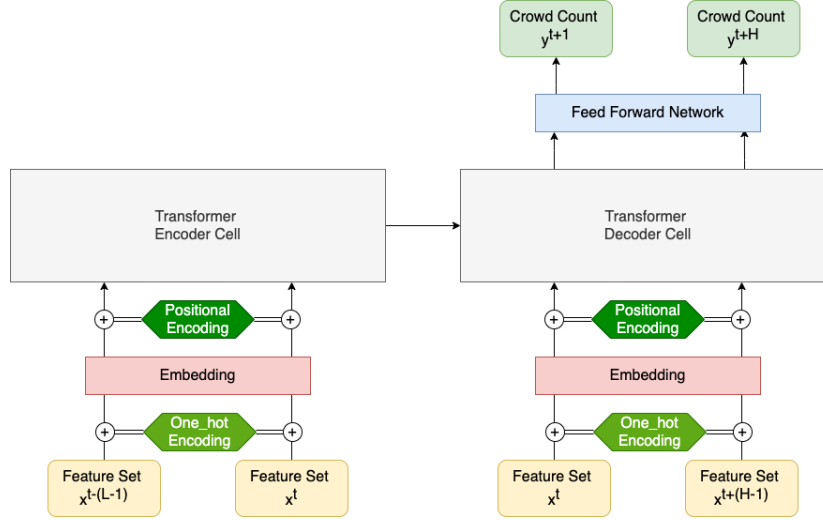 Crowd Count
y^t+1
Crowd Count
y^t+H
Feed Forward Network
Transformer
Encoder Cell
Transformer
Decoder Cell
+
Positional
Encoding
+
+
Positional
Encoding
+
Embedding
Embedding
+
One_hot
Encoding
+
+
One_hot
Encoding
+
Feature Set
x^t-(L-1)
Feature Set
x^t
Feature Set
x^t
Feature Set
x^t+(H-1)